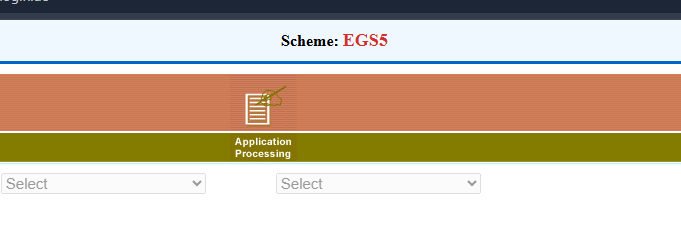 Scheme: EGS5
Application
Processing
Select Select